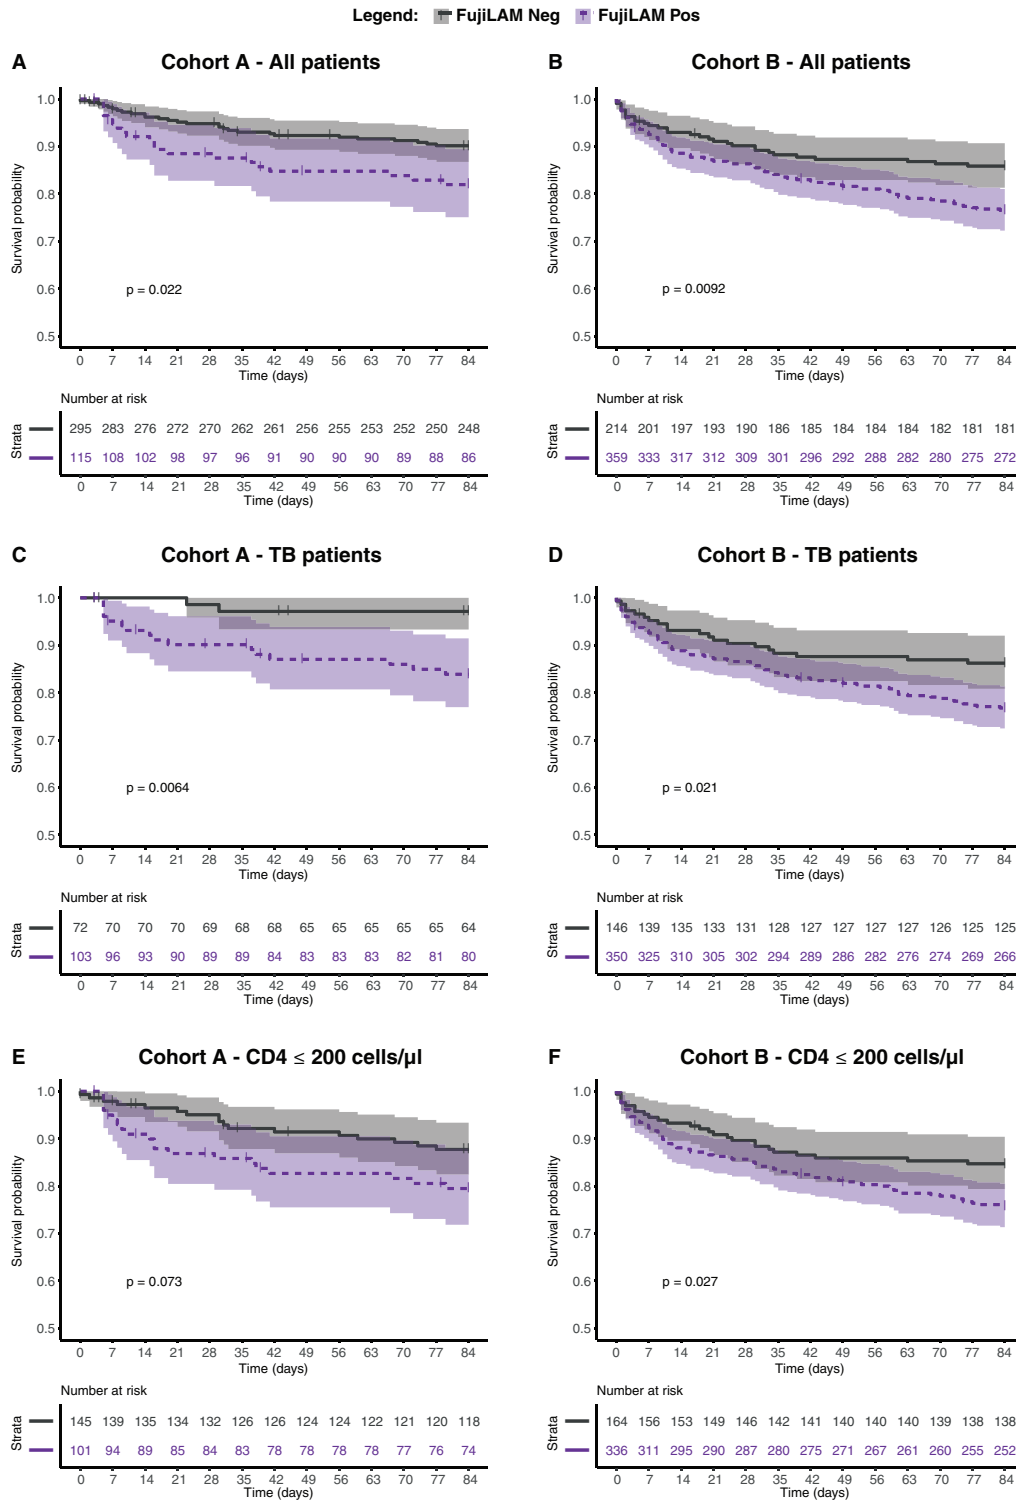 Legend: FujiLAM Neg FujiLAM Pos
A Cohort A - All patients
Survival probability
1.0
0.9
0.8
0.7
0.6
0.5
p = 0.022
0 7 14 21 28 35 42 49 56 63 70 77 84
Time (days)
Number at risk
Strata
295 283 276 272 270 262 261 256 255 253 252 250 248
115 108 102 98 97 96 91 90 90 90 89 88 86
0 7 14 21 28 35 42 49 56 63 70 77 84
Time (days)
B Cohort B - All patients
Survival probability
1.0
0.9
0.8
0.7
0.6
0.5
p = 0.0092
0 7 14 21 28 35 42 49 56 63 70 77 84
Time (days)
Number at risk
Strata
214 201 197 193 190 186 185 184 184 184 182 181 181
359 333 317 312 309 301 296 292 288 282 280 275 272
0 7 14 21 28 35 42 49 56 63 70 77 84
Time (days)
C Cohort A - TB patients
Survival probability
1.0
0.9
0.8
0.7
0.6
0.5
p = 0.0064
0 7 14 21 28 35 42 49 56 63 70 77 84
Time (days)
Number at risk
Strata
72 70 70 70 69 68 68 65 65 65 65 65 64
103 96 93 90 89 89 84 83 83 83 82 81 80
0 7 14 21 28 35 42 49 56 63 70 77 84
Time (days)
D Cohort B - TB patients
Survival probability
1.0
0.9
0.8
0.7
0.6
0.5
p = 0.021
0 7 14 21 28 35 42 49 56 63 70 77 84
Time (days)
Number at risk
Strata
146 139 135 133 131 128 127 127 127 127 126 125 125
350 325 310 305 302 294 289 286 282 276 274 269 266
0 7 14 21 28 35 42 49 56 63 70 77 84
Time (days)
E Cohort A - CD4 ≤ 200 cells/µl
Survival probability
1.0
0.9
0.8
0.7
0.6
0.5
p = 0.073
0 7 14 21 28 35 42 49 56 63 70 77 84
Time (days)
Number at risk
Strata
145 139 135 134 132 126 126 124 124 122 121 120 118
101 94 89 85 84 83 78 78 78 78 77 76 74
0 7 14 21 28 35 42 49 56 63 70 77 84
Time (days)
F Cohort B - CD4 ≤ 200 cells/µl
Survival probability
1.0
0.9
0.8
0.7
0.6
0.5
p = 0.027
0 7 14 21 28 35 42 49 56 63 70 77 84
Time (days)
Number at risk
Strata
164 156 153 149 146 142 141 140 140 140 139 138 138
336 311 295 290 287 280 275 271 267 261 260 255 252
0 7 14 21 28 35 42 49 56 63 70 77 84
Time (days)